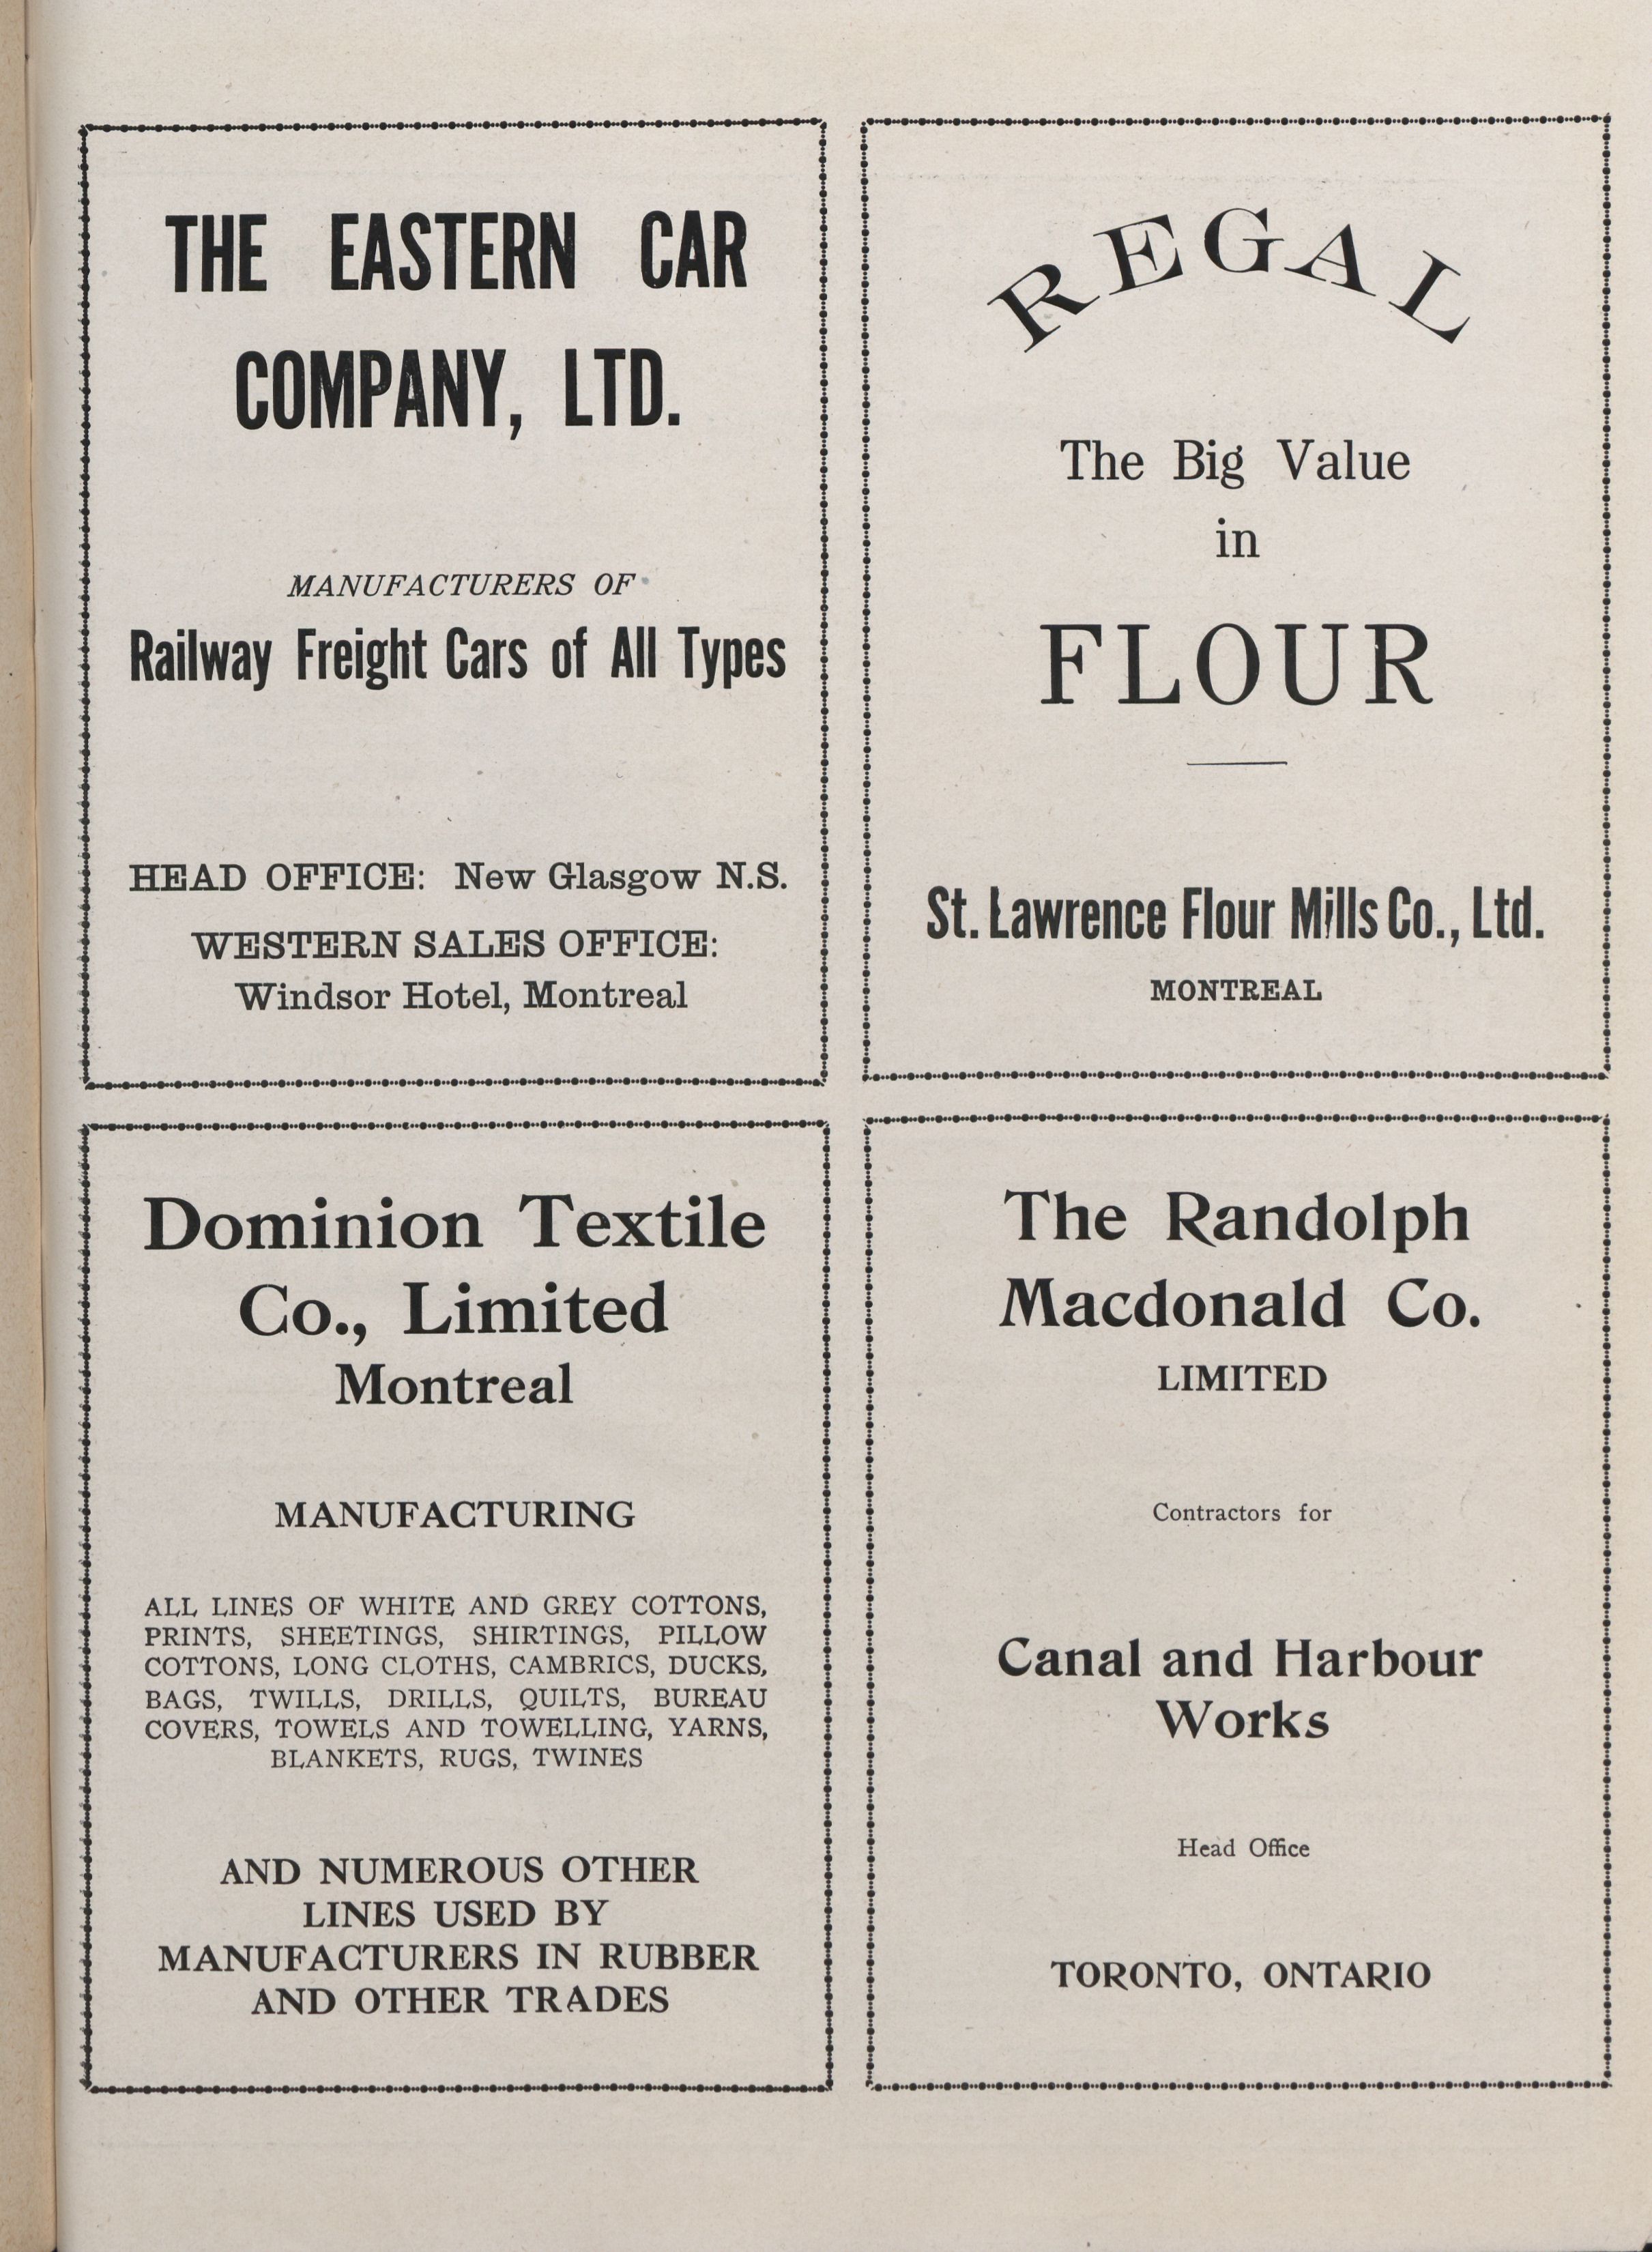 THE EASTERN CAR
COMPANY, LTD.
MANUFACTURERS OF
Railway Freight Cars of All Types
HEAD OFFICE: New Glasgow N.S.
WESTERN SALES OFFICE:
Windsor Hotel, Montreal
REGAL
The Big Value
in
FLOUR
St. Lawrence Flour Mills Co., Ltd.
MONTREAL
Dominion Textile
Co., Limited
Montreal
MANUFACTURING
ALL LINES OF WHITE AND GREY COTTONS,
PRINTS, SHEETINGS, SHIRTINGS, PILLOW
COTTONS, LONG CLOTHS, CAMBRICS, DUCKS,
BAGS, TWILLS, DRILLS, QUILTS, BUREAU
COVERS, TOWELS AND TOWELLING, YARNS,
BLANKETS, RUGS, TWINES
AND NUMEROUS OTHER
LINES USED BY
MANUFACTURERS IN RUBBER
AND OTHER TRADES
The Randolph
Macdonald Co.
LIMITED
Contractors for
Canal and Harbour
Works
Head Office
TORONTO, ONTARIO